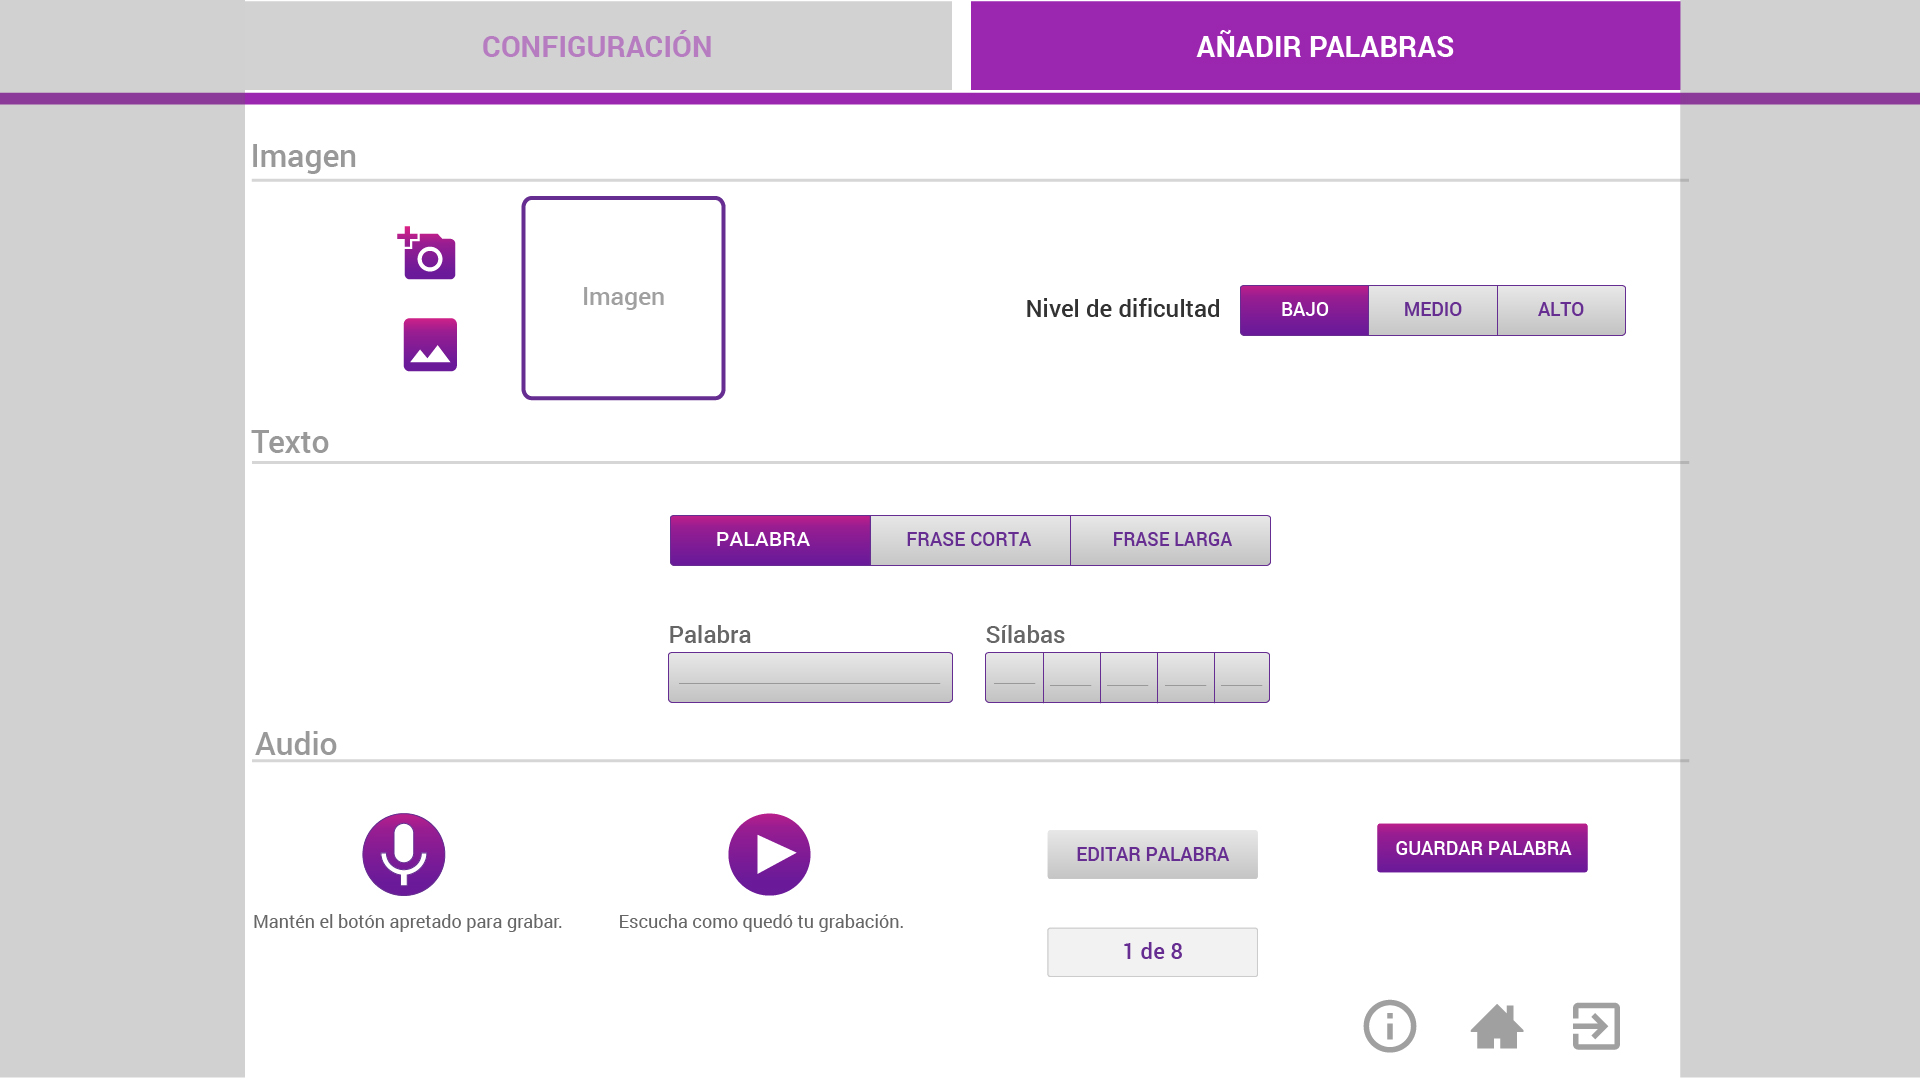 CONFIGURACIÓN
AÑADIR PALABRAS
Imagen
Imagen
Nivel de dificultad
BAJO
MEDIO
ALTO
Texto
PALABRA
FRASE CORTA
FRASE LARGA
Palabra
Sílabas
Audio
Mantén el botón apretado para grabar.
Escucha como quedó tu grabación.
EDITAR PALABRA
GUARDAR PALABRA
1 de 8